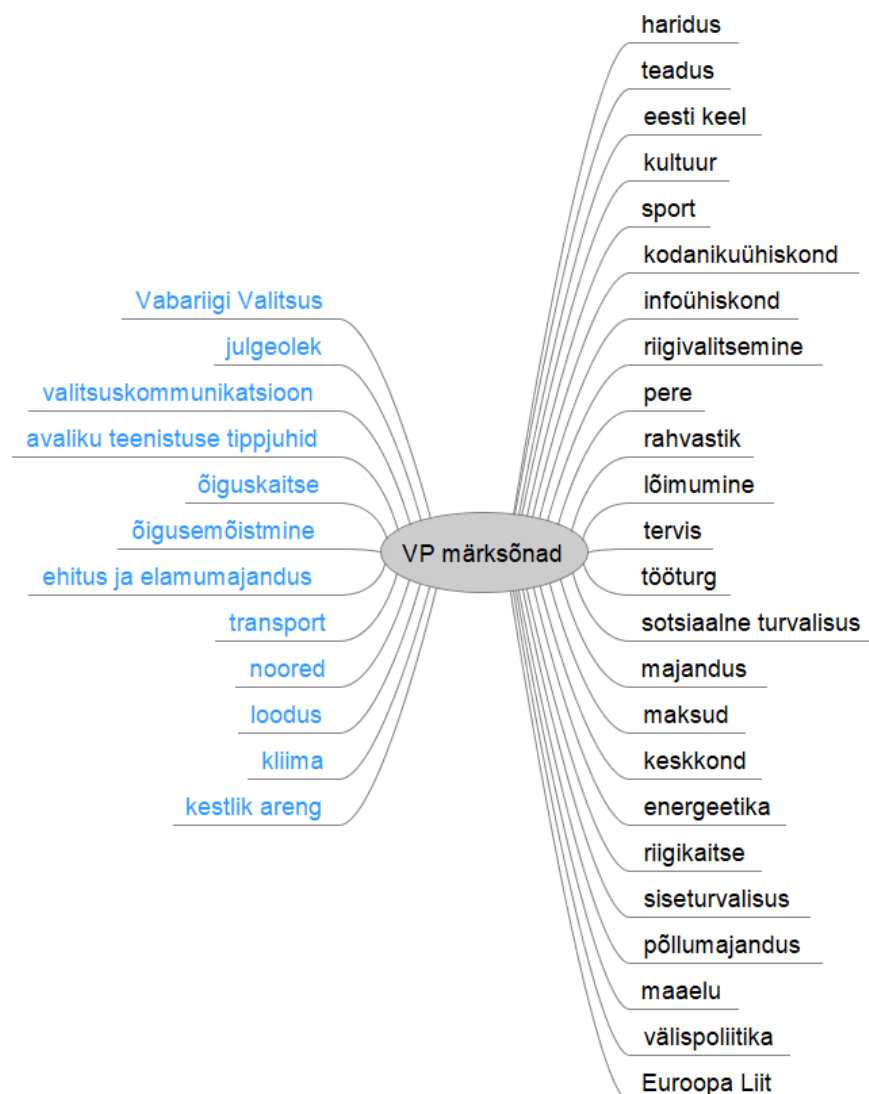 VP märksõnad
Vabariigi Valitsus
julgeolek
valitsuskommunikatsioon
avaliku teenistuse tippjuhid
õiguskaitse
õigusemõistmine
ehitus ja elamumajandus
transport
noored
loodus
kliima
kestlik areng
haridus
teadus
eesti keel
kultuur
sport
kodanikuühiskond
infoühiskond
riigivalitsemine
pere
rahvastik
lõimumine
tervis
tööturg
sotsiaalne turvalisus
majandus
maksud
keskkond
energeetika
riigikaitse
siseturvalisus
põllumajandus
maaelu
välispoliitika
Euroopa Liit